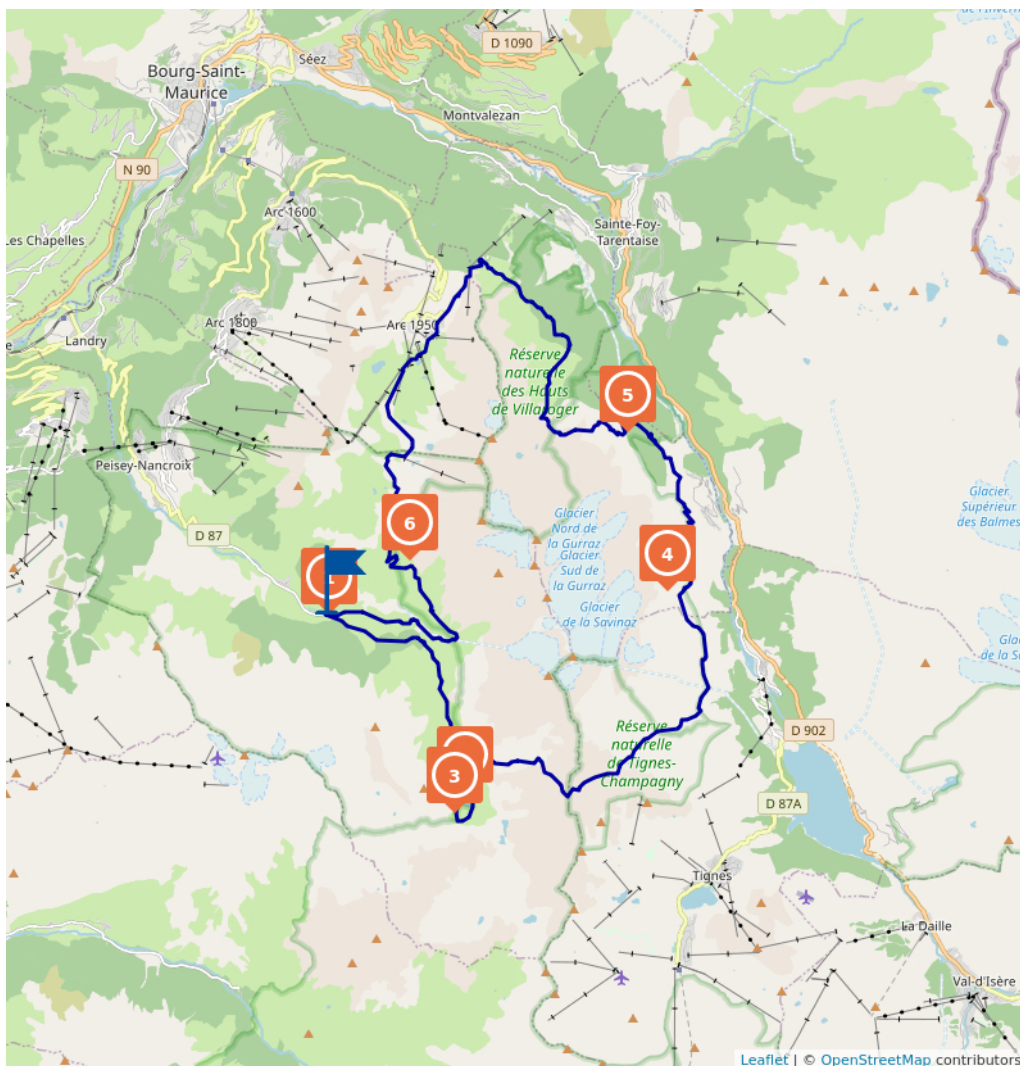 D 1090
Séez
Bourg-Saint-
Maurice
Montvalezan
N 90
Arc 1600
Sainte-Foy-
Tarentaise
Les Chapelles
Arc 1800
Arc 1950
Landry
Réserve
naturelle
des Hauts
de Villaroger
5
Peisey-Nancroix
Glacier
Supérieur
des Balmes
6
Glacier
Nord de
la Gurraz
D 87
4
Glacier
Sud de
la Gurraz
Glacier
de la Savinaz
Réserve
naturelle
de Tignes-
Champagny
D 902
3
D 87A
Tignes
La Daille
Val-d'Isère
Leaflet | © OpenStreetMap contributors